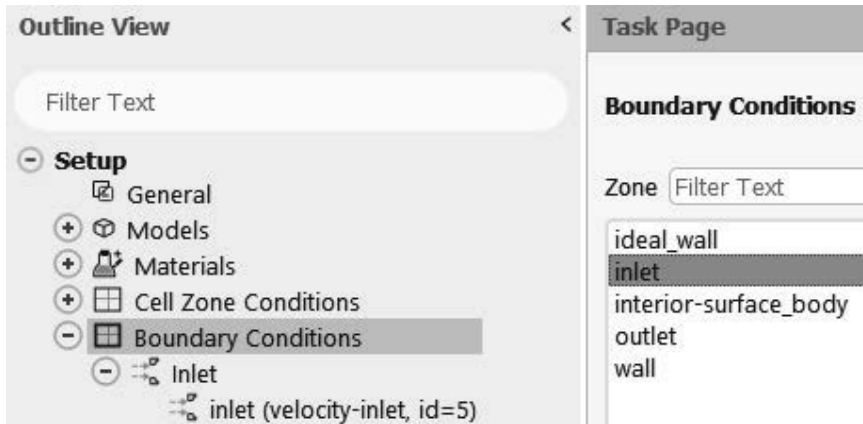 Outline View <
Filter Text
Setup
General
Models
Materials
Cell Zone Conditions
Boundary Conditions
Inlet
inlet (velocity-inlet, id=5)
Task Page
Boundary Conditions
Zone Filter Text
ideal_wall
inlet
interior-surface_body
outlet
wall